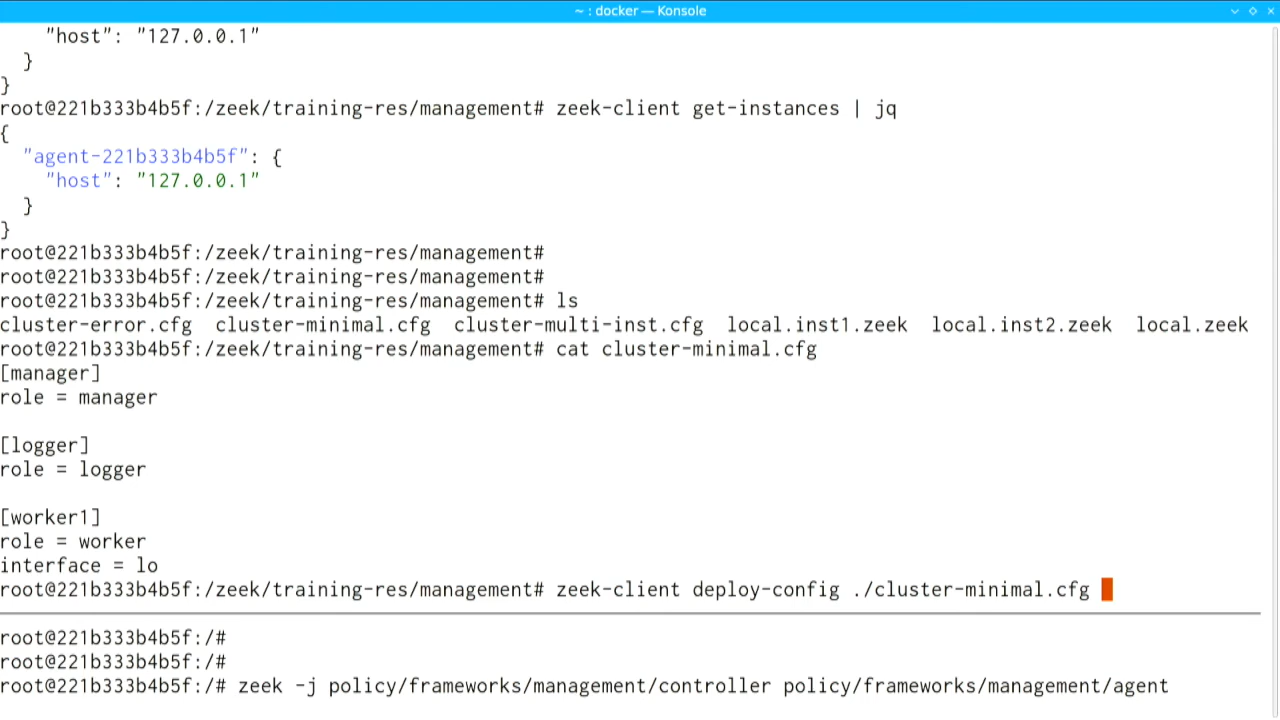 ~ : docker — Konsole
"host": "127.0.0.1"
}
}
root@221b333b4b5f:/zeek/training-res/management# zeek-client get-instances | jq
{
"agent-221b333b4b5f": {
"host": "127.0.0.1"
}
}
root@221b333b4b5f:/zeek/training-res/management#
root@221b333b4b5f:/zeek/training-res/management#
root@221b333b4b5f:/zeek/training-res/management# ls
cluster-error.cfg  cluster-minimal.cfg  cluster-multi-inst.cfg  local.inst1.zeek  local.inst2.zeek  local.zeek
root@221b333b4b5f:/zeek/training-res/management# cat cluster-minimal.cfg
[manager]
role = manager
[logger]
role = logger
[worker1]
role = worker
interface = lo
root@221b333b4b5f:/zeek/training-res/management# zeek-client deploy-config ./cluster-minimal.cfg
root@221b333b4b5f:/#
root@221b333b4b5f:/#
root@221b333b4b5f:/# zeek -j policy/frameworks/management/controller policy/frameworks/management/agent